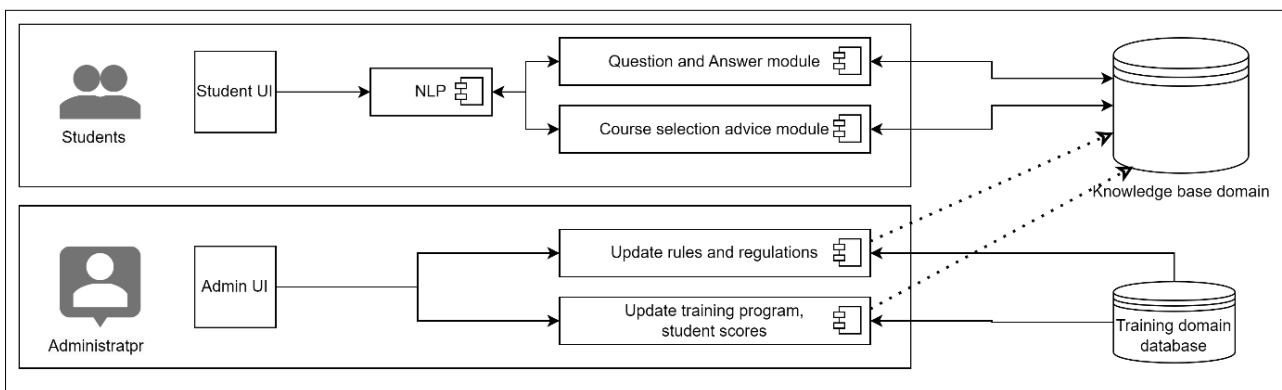 Students
Student UI
NLP
Question and Answer module
Course selection advice module
Knowledge base domain
Administratpr
Admin UI
Update rules and regulations
Update training program,
student scores
Training domain
database